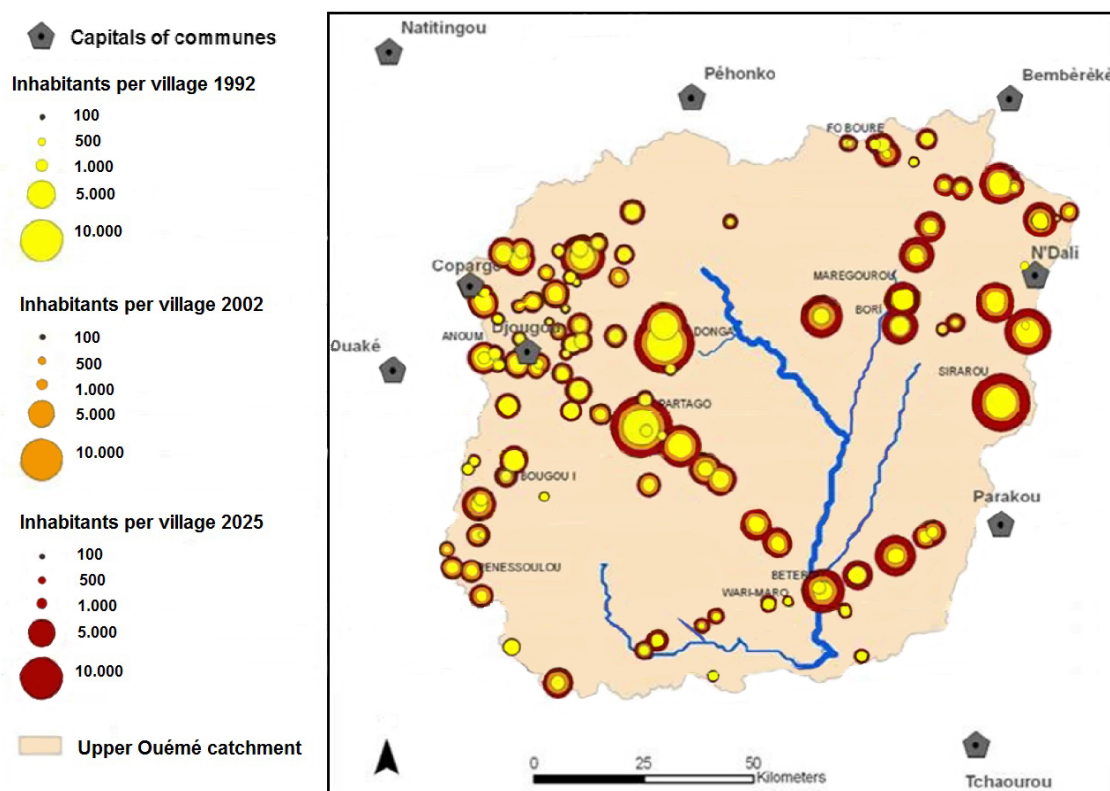 Capitals of communes
Inhabitants per village 1992
100
500
1.000
5.000
10.000
Inhabitants per village 2002
100
500
1.000
5.000
10.000
Inhabitants per village 2025
100
500
1.000
5.000
10.000
Upper Ouémé catchment
Natitingou
Péhonko
Bembèrèkè
FO BOURE
N'Dali
Copargo
MAREGOUROU
BORI
ANOUM
Djougou
DONGA
Ouaké
SIRAROU
PARTAGO
BOUGOU I
Parakou
PENESSOULOU
BETER
WARI-MARO
0 25 50
Kilometers
Tchaourou